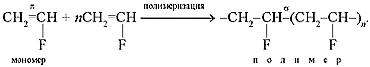 π σ
CH₂=CH + nCH₂=CH полимеризация –CH₂–CH–(CH₂–CH–)ₙ.
F F F F
мономер полимер